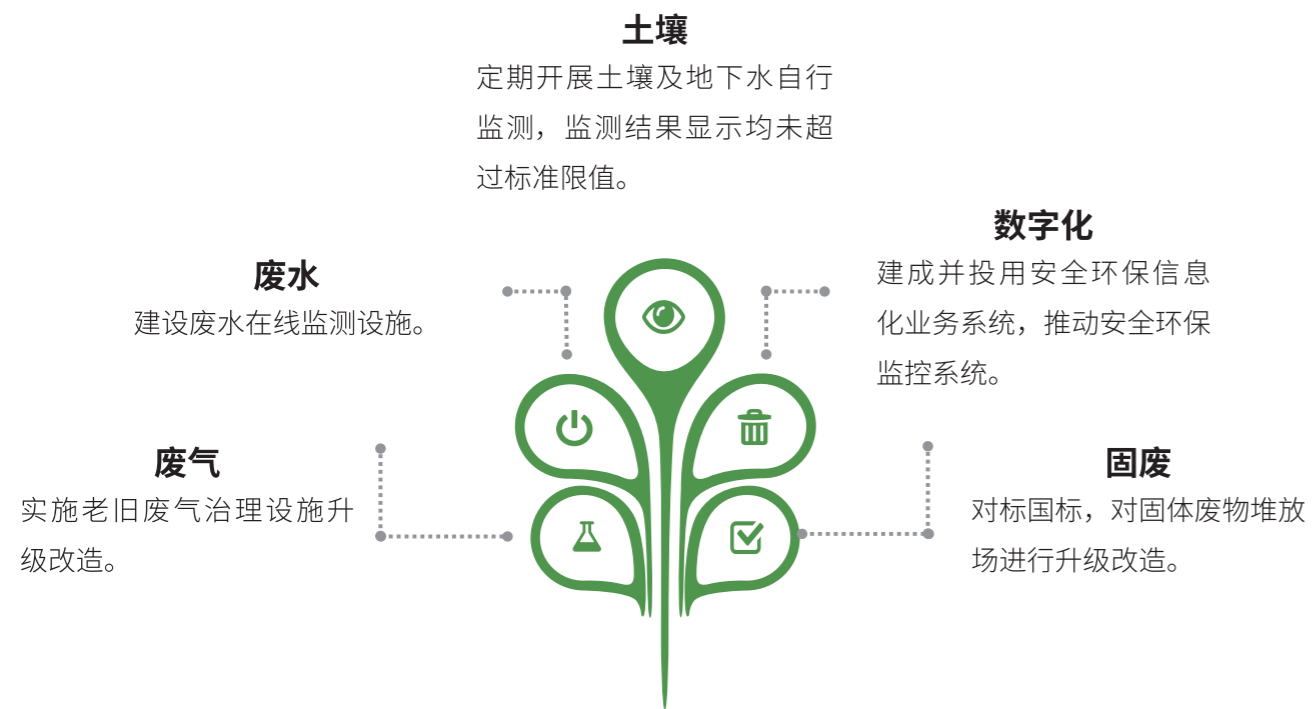 土壤
定期开展土壤及地下水自行
监测，监测结果显示均未超
过标准限值。
数字化
建成并投用安全环保信息
化业务系统，推动安全环保
监控系统。
废水
建设废水在线监测设施。
废气
实施老旧废气治理设施升
级改造。
固废
对标国标，对固体废物堆放
场进行升级改造。